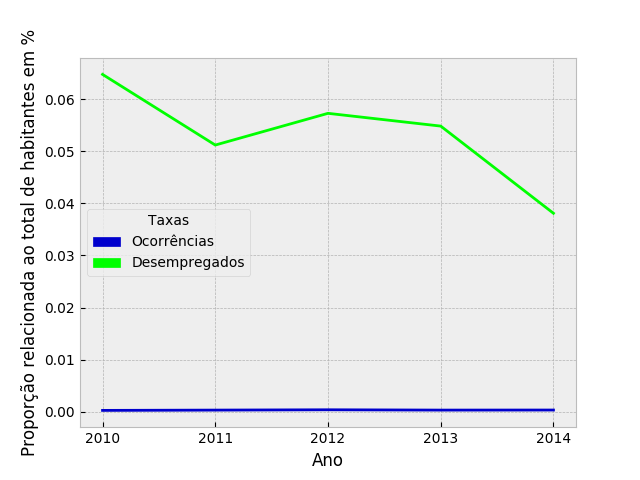 Proporção relacionada ao total de habitantes em %
0.06
0.05
0.04
0.03
0.02
0.01
0.00
Taxas
Ocorrências
Desempregados
2010 2011 2012 2013 2014
Ano